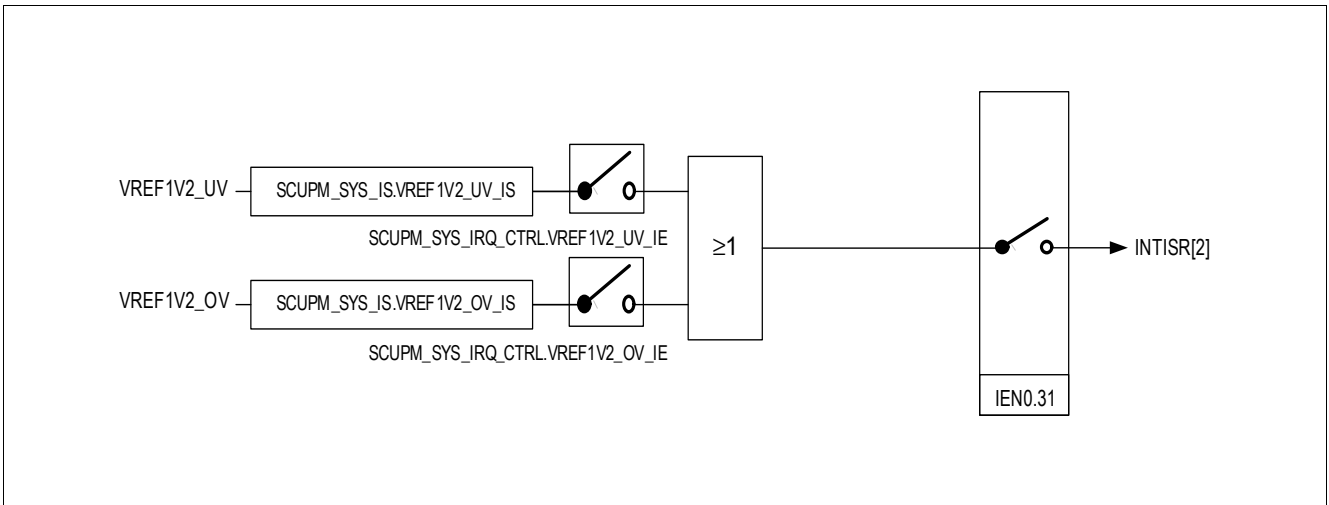 VREF1V2_UV
SCUPM_SYS_IS.VREF1V2_UV_IS
SCUPM_SYS_IRQ_CTRL.VREF1V2_UV_IE
≥1
INTISR[2]
VREF1V2_OV
SCUPM_SYS_IS.VREF1V2_OV_IS
SCUPM_SYS_IRQ_CTRL.VREF1V2_OV_IE
IEN0.31